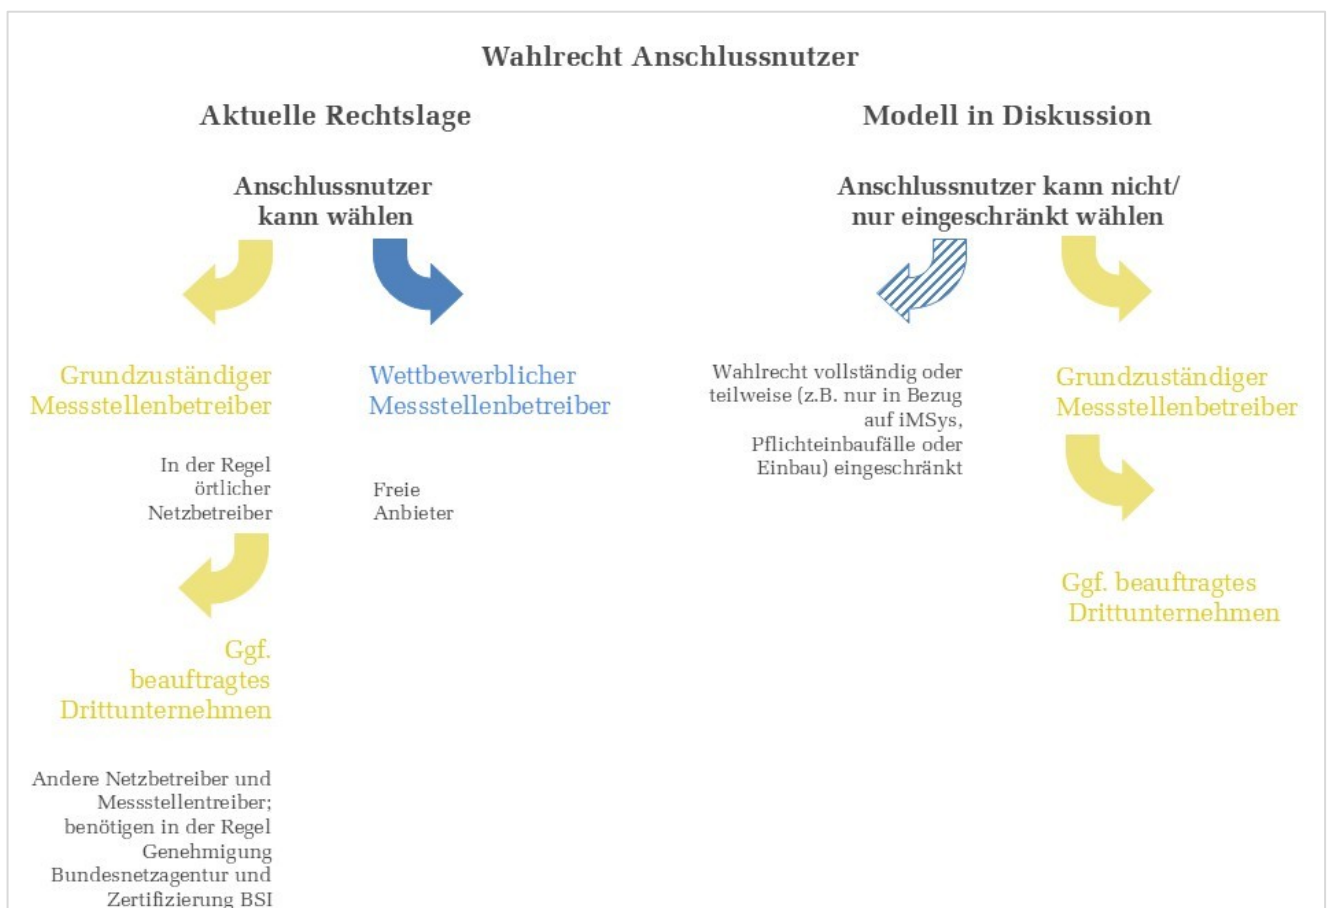 Wahlrecht Anschlussnutzer
Aktuelle Rechtslage
Anschlussnutzer
kann wählen
Grundzuständiger
Messstellenbetreiber
In der Regel
örtlicher
Netzbetreiber
Ggf.
beauftragtes
Drittunternehmen
Andere Netzbetreiber und
Messstellentreiber;
benötigen in der Regel
Genehmigung
Bundesnetzagentur und
Zertifizierung BSI
Wettbewerblicher
Messstellenbetreiber
Freie
Anbieter
Modell in Diskussion
Anschlussnutzer kann nicht/
nur eingeschränkt wählen
Wahlrecht vollständig oder
teilweise (z.B. nur in Bezug
auf iMSys,
Pflichteinbaufälle oder
Einbau) eingeschränkt
Grundzuständiger
Messstellenbetreiber
Ggf. beauftragtes
Drittunternehmen